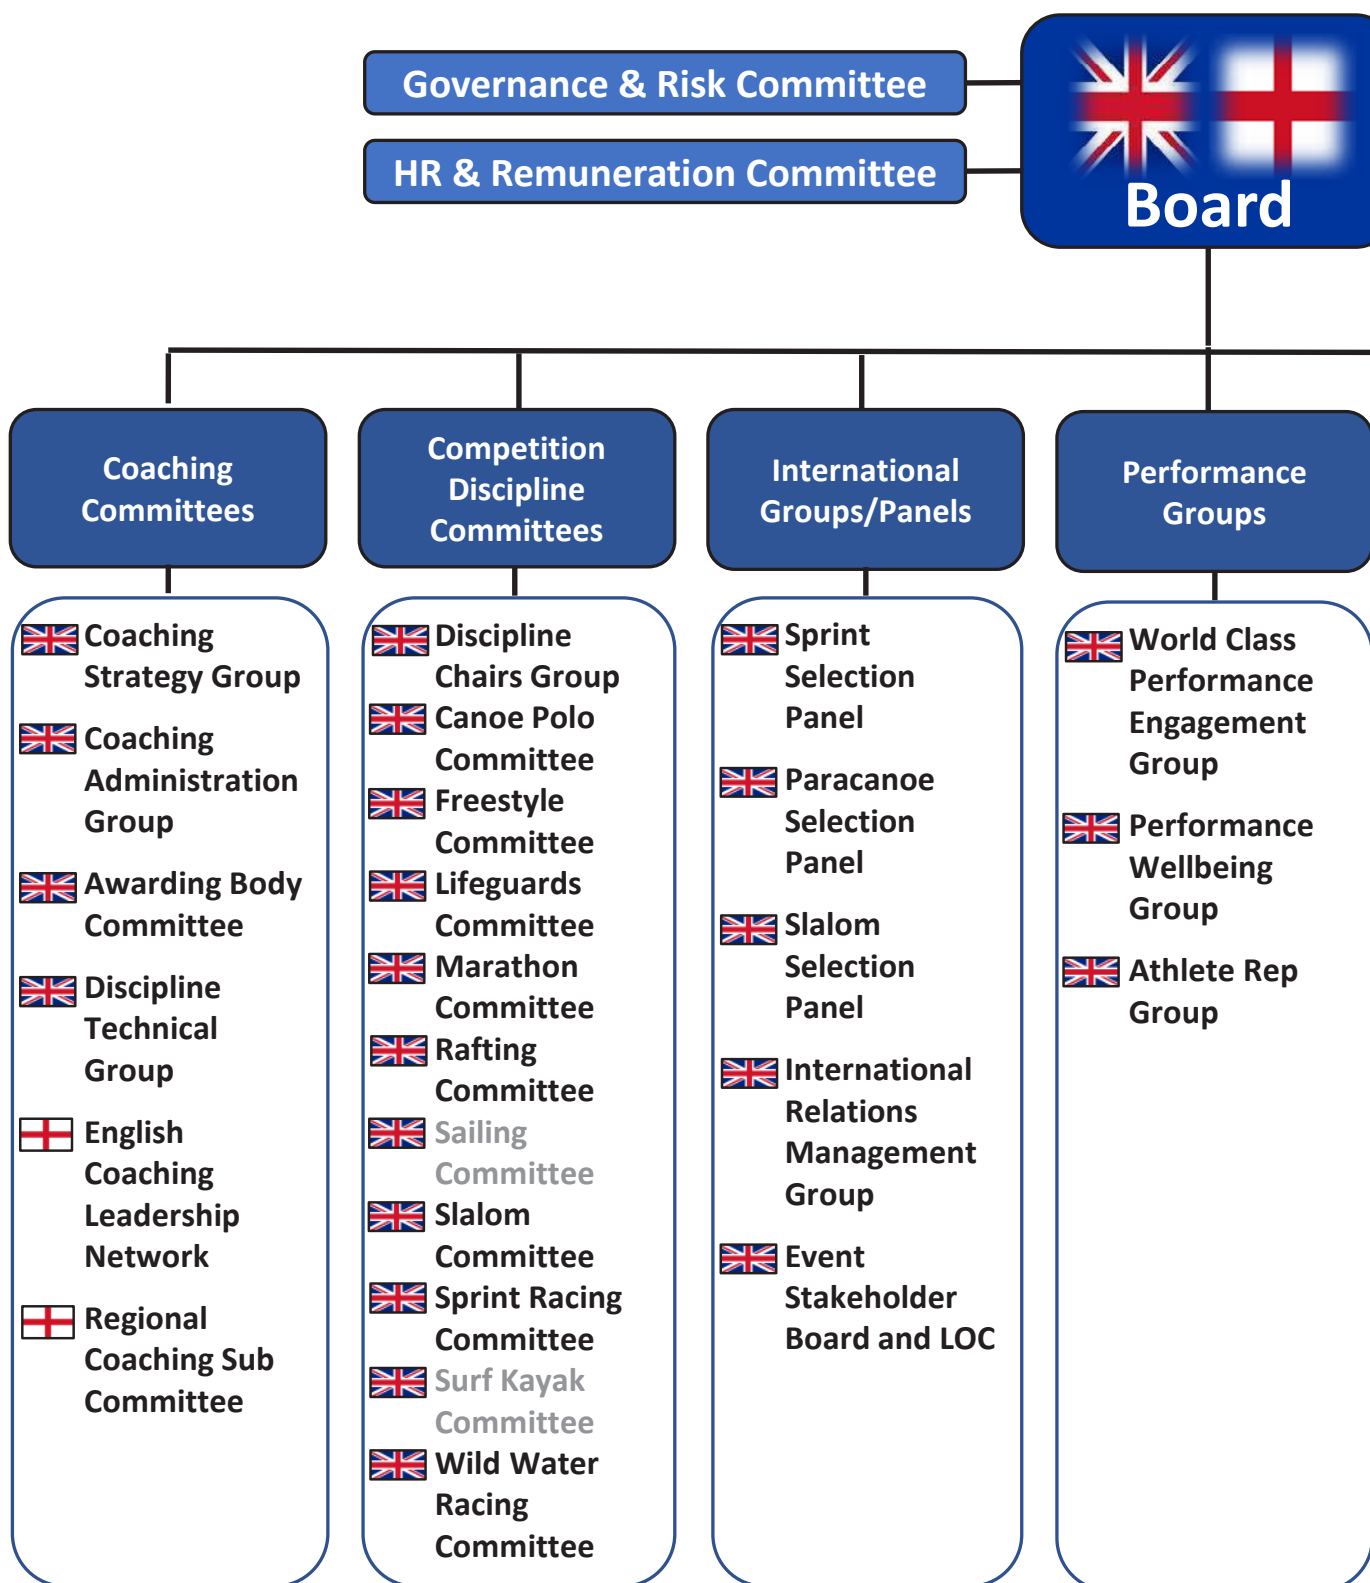 Governance & Risk Committee
HR & Remuneration Committee
Board
Coaching
Committees
Competition
Discipline
Committees
International
Groups/Panels
Performance
Groups
Coaching
Strategy Group
Coaching
Administration
Group
Awarding Body
Committee
Discipline
Technical
Group
English
Coaching
Leadership
Network
Regional
Coaching Sub
Committee
Discipline
Chairs Group
Canoe Polo
Committee
Freestyle
Committee
Lifeguards
Committee
Marathon
Committee
Rafting
Committee
Sailing
Committee
Slalom
Committee
Sprint Racing
Committee
Surf Kayak
Committee
Wild Water
Racing
Committee
Sprint
Selection
Panel
Paracanoe
Selection
Panel
Slalom
Selection
Panel
International
Relations
Management
Group
Event
Stakeholder
Board and LOC
World Class
Performance
Engagement
Group
Performance
Wellbeing
Group
Athlete Rep
Group